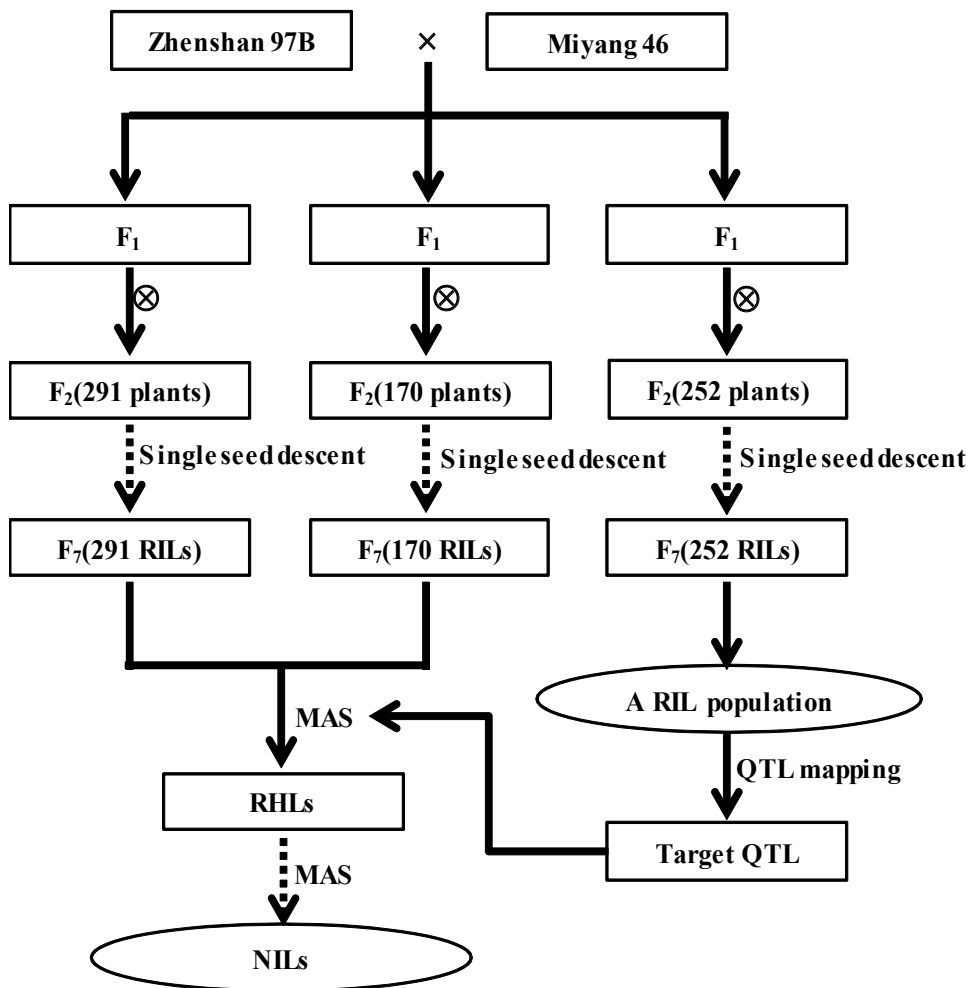 Zhenshan 97B × Miyang 46
F₁ F₁ F₁
⊗ ⊗ ⊗
F₂(291 plants) F₂(170 plants) F₂(252 plants)
Single seed descent Single seed descent Single seed descent
F₇(291 RILs) F₇(170 RILs) F₇(252 RILs)
A RIL population
MAS
QTL mapping
RHLs
Target QTL
MAS
NILs